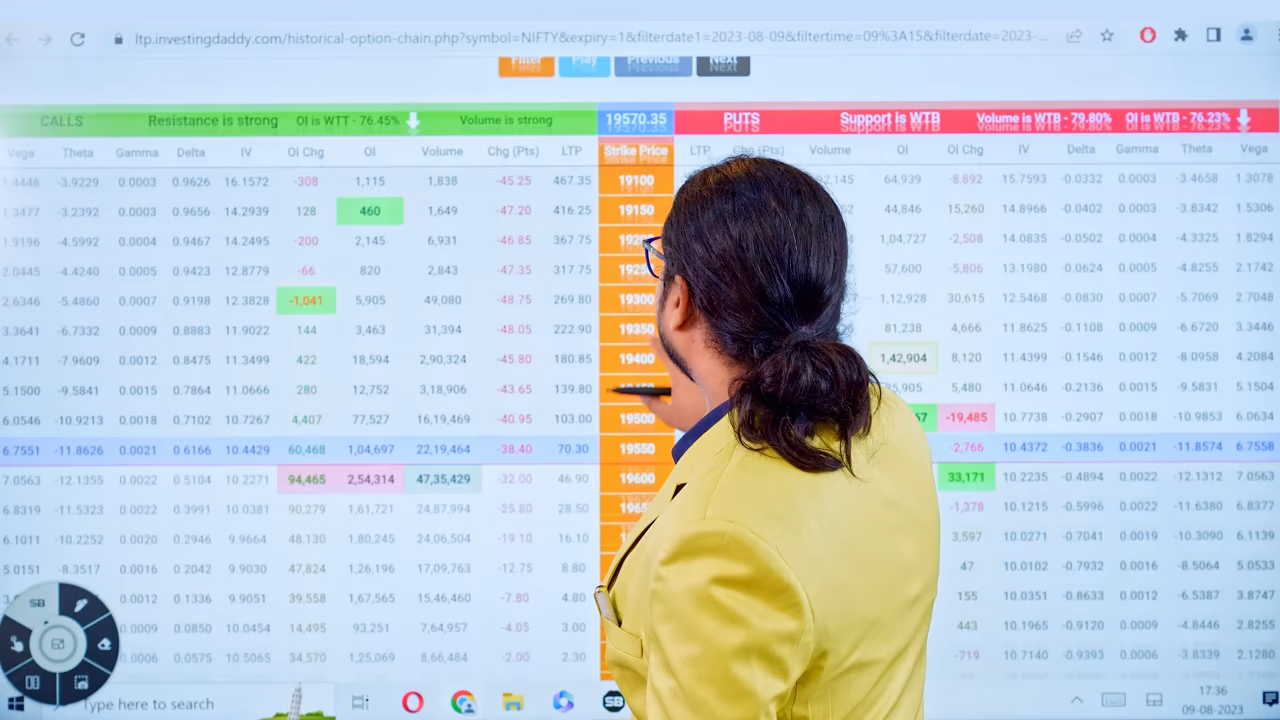 ltp.investingdaddy.com/historical-option-chain.php?symbol=NIFTY&expiry=1&filterdate1=2023-08-09&filtertime=09%3A15&filterdate=2023-...
Filter Play Previous Next
CALLS Resistance is strong OI is WTT - 76.45% Volume is strong 19570.35 PUTS Support is WTB Volume is WTB - 79.80% OI is WTB - 76.23%
Vega Theta Gamma Delta IV OI Chg OI Volume Chg (Pts) LTP Strike Price LTP Chg (Pts) Volume OI OI Chg IV Delta Gamma Theta Vega
1.4446 -3.9229 0.0003 0.9626 16.1572 -308 1,115 1,838 -45.25 467.35 19100 64,939 -8,892 15.7593 -0.0332 0.0003 -3.4658 1.3078
1.3477 -3.2392 0.0003 0.9656 14.2939 128 460 1,649 -47.20 416.25 19150 44,846 15,260 14.8966 -0.0402 0.0003 -3.8342 1.5306
1.9196 -4.5992 0.0004 0.9467 14.2495 -200 2,145 6,931 -46.85 367.75 1,04,727 -2,508 14.0835 -0.0502 0.0004 -4.3325 1.8294
2.0445 -4.4240 0.0005 0.9423 12.8779 -66 820 2,843 -47.35 317.75 57,600 -5,806 13.1980 -0.0624 0.0005 -4.8255 2.1742
2.6346 -5.4860 0.0007 0.9198 12.3828 -1,041 5,905 49,080 -48.75 269.80 19300 1,12,928 30,615 12.5468 -0.0830 0.0007 -5.7069 2.7048
3.3641 -6.7332 0.0009 0.8883 11.9022 144 3,463 31,394 -48.05 222.90 19350 81,238 4,666 11.8625 -0.1108 0.0009 -6.6720 3.3446
4.1711 -7.9609 0.0012 0.8475 11.3499 422 18,594 2,90,324 -45.80 180.85 19400 1,42,904 8,120 11.4399 -0.1546 0.0012 -8.0958 4.2084
5.1500 -9.5841 0.0015 0.7864 11.0666 280 12,752 3,18,906 -43.65 139.80 5,480 11.0646 -0.2136 0.0015 -9.5831 5.1504
6.0546 -10.9213 0.0018 0.7102 10.7267 4,407 77,527 16,19,469 -40.95 103.00 19500 -19,485 10.7738 -0.2907 0.0018 -10.9853 6.0634
6.7551 -11.8626 0.0021 0.6166 10.4429 60,468 1,04,697 22,19,464 -38.40 70.30 19550 -2,766 10.4372 -0.3836 0.0021 -11.8574 6.7558
7.0563 -12.1355 0.0022 0.5104 10.2271 94,465 2,54,314 47,35,429 -32.00 46.90 19600 33,171 10.2235 -0.4894 0.0022 -12.1312 7.0563
6.8319 -11.5323 0.0022 0.3991 10.0381 90,279 1,61,721 24,87,994 -25.80 28.50 -1,378 10.1215 -0.5996 0.0022 -11.6380 6.8377
6.1011 -10.2252 0.0020 0.2946 9.9664 48,130 1,80,245 24,06,504 -19.10 16.10 3,597 10.0271 -0.7041 0.0019 -10.3090 6.1139
5.0151 -8.3517 0.0016 0.2042 9.9030 47,824 1,26,196 17,09,763 -12.75 8.80 47 10.0102 -0.7932 0.0016 -8.5064 5.0533
0.0012 0.1336 9.9051 39,558 1,67,565 15,46,460 -7.80 4.80 155 10.0351 -0.8633 0.0012 -6.5387 3.8747
0.0009 0.0850 10.0454 14,495 93,251 7,64,957 -4.05 3.00 443 10.1965 -0.9120 0.0009 -4.8446 2.8255
0.0006 0.0575 10.5065 34,570 1,25,069 8,66,484 -2.00 2.30 -719 10.7140 -0.9393 0.0006 -3.8339 2.1280
SB
Type here to search SB 17:36
09-08-2023